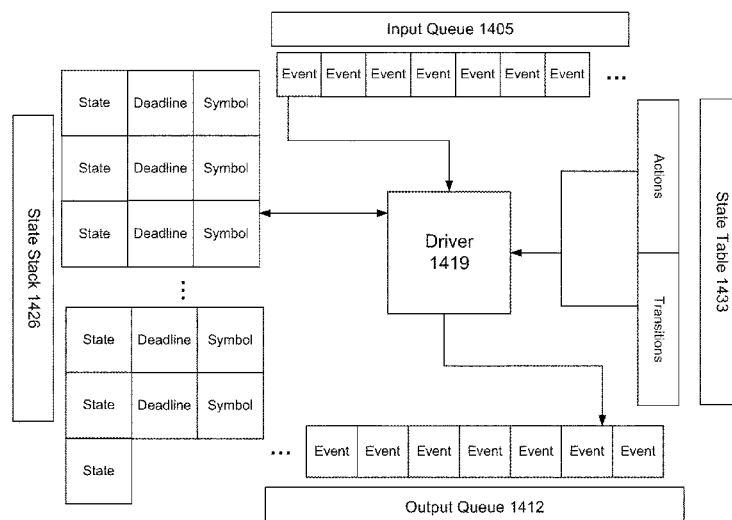 Input Queue 1405
Event Event Event Event Event Event Event ...
State Deadline Symbol
State Deadline Symbol
State Deadline Symbol
...
State Deadline Symbol
State Deadline Symbol
State
State Stack 1426
Driver
1419
Actions
Transitions
State Table 1433
... Event Event Event Event Event Event Event
Output Queue 1412